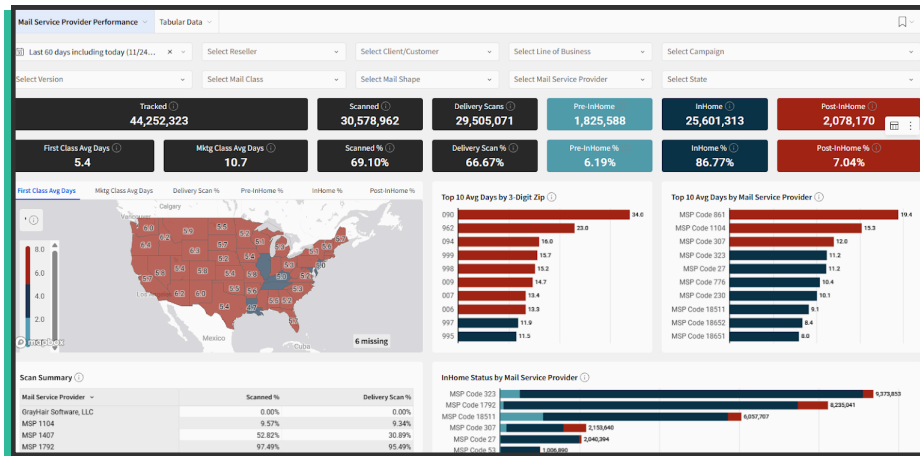 Mail Service Provider Performance
Tabular Data
Last 60 days including today (11/24...
Select Reseller
Select Client/Customer
Select Line of Business
Select Campaign
Select Version
Select Mail Class
Select Mail Shape
Select Mail Service Provider
Select State
Tracked
44,252,323
Scanned
30,578,962
Delivery Scans
29,505,071
Pre-InHome
1,825,588
InHome
25,601,313
Post-InHome
2,078,170
First Class Avg Days
5.4
Mktg Class Avg Days
10.7
Scanned %
69.10%
Delivery Scan %
66.67%
Pre-InHome %
6.19%
InHome %
86.77%
Post-InHome %
7.04%
First Class Avg Days
Mktg Class Avg Days
Delivery Scan %
Pre-InHome %
InHome %
Post-InHome %
Calgary
Vancouver
8.0
6.0
4.0
2.0
Mexico
Cuba
mapbox
6 missing
Top 10 Avg Days by 3-Digit Zip
090 34.0
962 23.0
094 16.0
999 15.7
998 15.2
009 14.7
007 13.4
006 13.3
997 11.9
995 11.5
Top 10 Avg Days by Mail Service Provider
MSP Code 861 19.4
MSP Code 1104 15.3
MSP Code 307 12.0
MSP Code 323 11.2
MSP Code 27 11.2
MSP Code 776 10.4
MSP Code 230 10.1
MSP Code 18511 9.1
MSP Code 18652 8.4
MSP Code 18651 8.0
Scan Summary
Mail Service Provider Scanned % Delivery Scan %
GrayHair Software, LLC 0.00% 0.00%
MSP 1104 9.57% 9.34%
MSP 1407 52.82% 30.89%
MSP 1792 97.49% 95.49%
InHome Status by Mail Service Provider
MSP Code 323 9,373,853
MSP Code 1792 8,235,041
MSP Code 18511 6,057,707
MSP Code 307 2,153,640
MSP Code 27 2,040,394
MSP Code 53 1,006,890